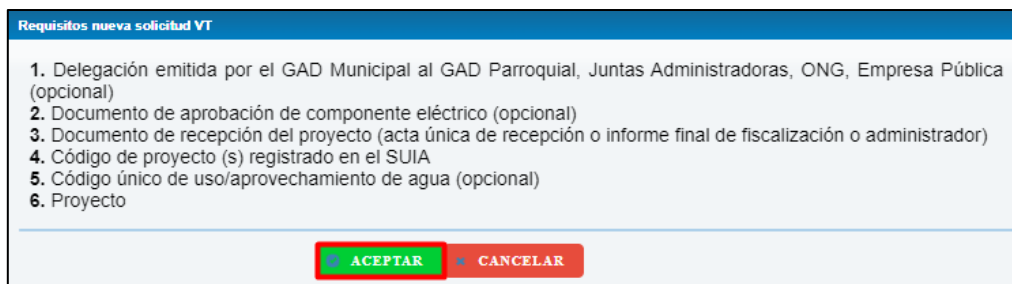 Requisitos nueva solicitud VT
1. Delegación emitida por el GAD Municipal al GAD Parroquial, Juntas Administradoras, ONG, Empresa Pública
(opcional)
2. Documento de aprobación de componente eléctrico (opcional)
3. Documento de recepción del proyecto (acta única de recepción o informe final de fiscalización o administrador)
4. Código de proyecto (s) registrado en el SUIA
5. Código único de uso/aprovechamiento de agua (opcional)
6. Proyecto
ACEPTAR CANCELAR